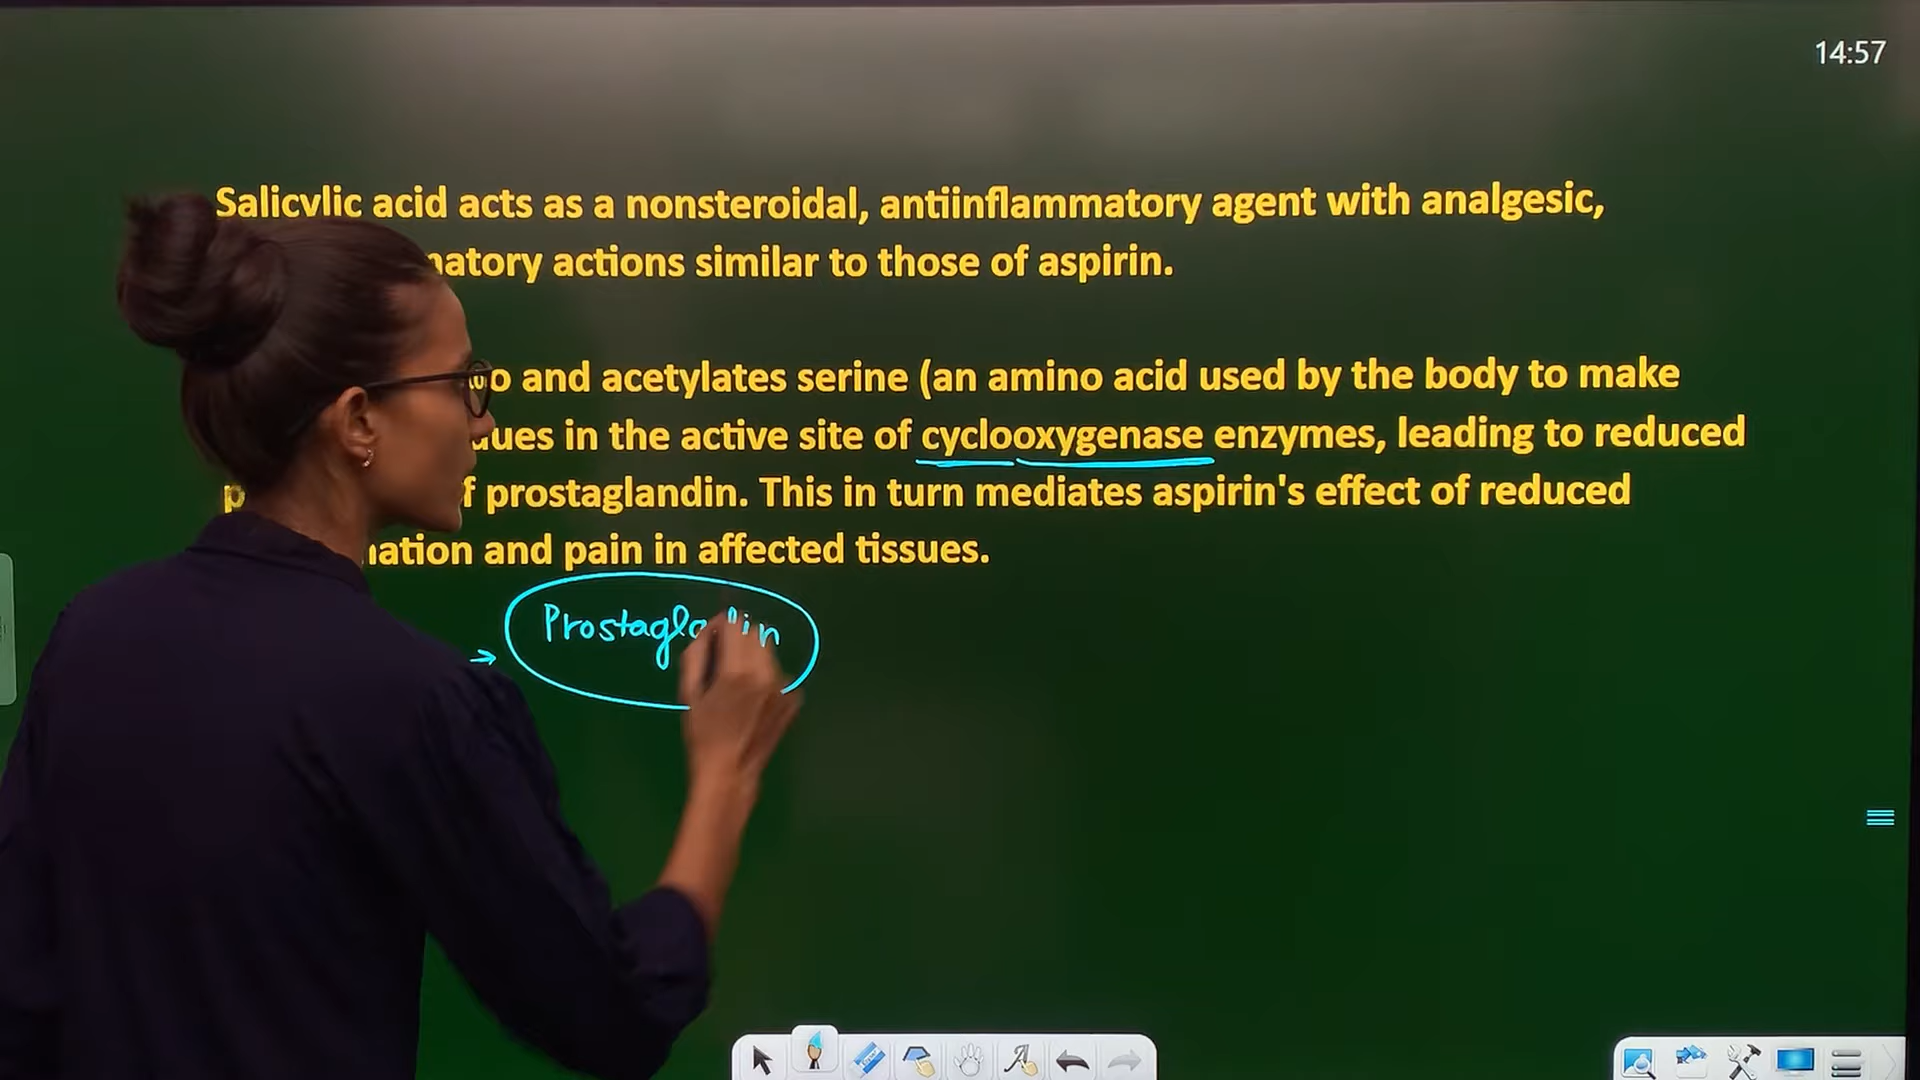 14:57
Salicylic acid acts as a nonsteroidal, antiinflammatory agent with analgesic,
actions similar to those of aspirin.
and acetylates serine (an amino acid used by the body to make
in the active site of cyclooxygenase enzymes, leading to reduced
prostaglandin. This in turn mediates aspirin's effect of reduced
and pain in affected tissues.
→